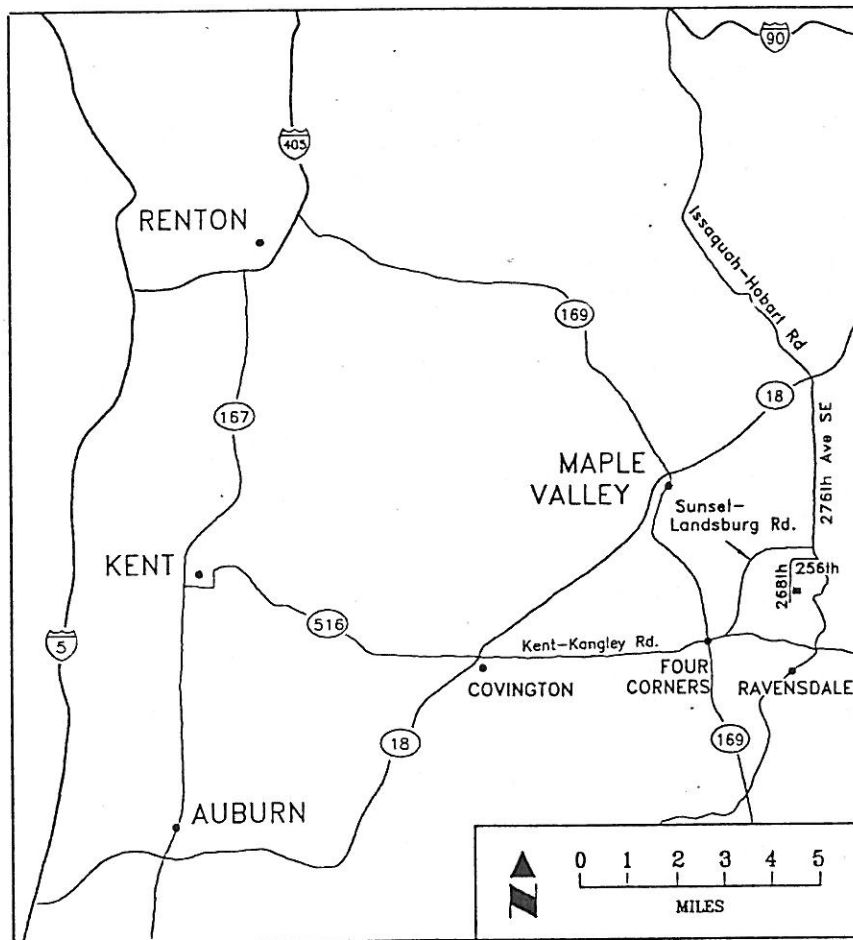 90
405
RENTON
Issaquah-Hobart Rd
169
18
167
276th Ave SE
MAPLE
VALLEY
Sunset-
Landsburg Rd.
KENT
268th
256th
516
5
Kent-Kangley Rd.
FOUR
CORNERS
RAVENSDALE
COVINGTON
18
169
AUBURN
0 1 2 3 4 5
MILES